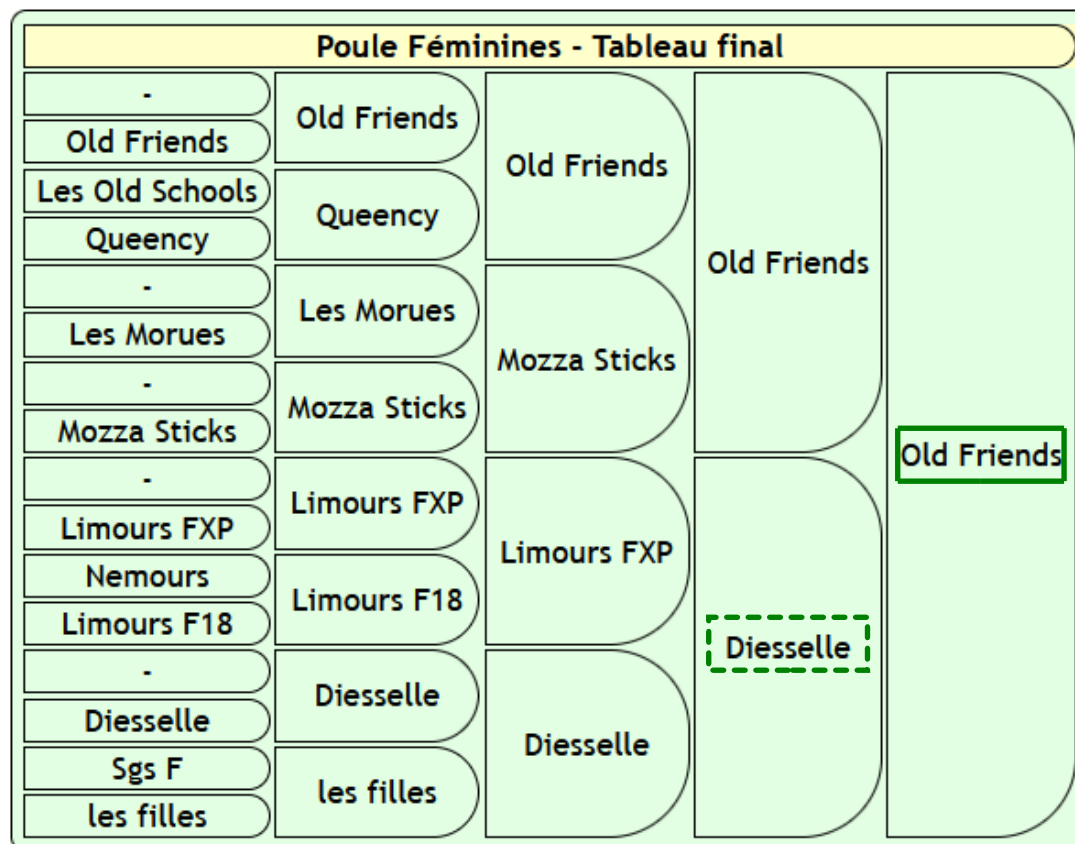 Poule Féminines - Tableau final
-
Old Friends
Les Old Schools
Queency
-
Les Morues
-
Mozza Sticks
-
Limours FXP
Nemours
Limours F18
-
Diesselle
Sgs F
les filles
Old Friends
Queency
Les Morues
Mozza Sticks
Limours FXP
Limours F18
Diesselle
les filles
Old Friends
Mozza Sticks
Limours FXP
Diesselle
Old Friends
Diesselle
Old Friends